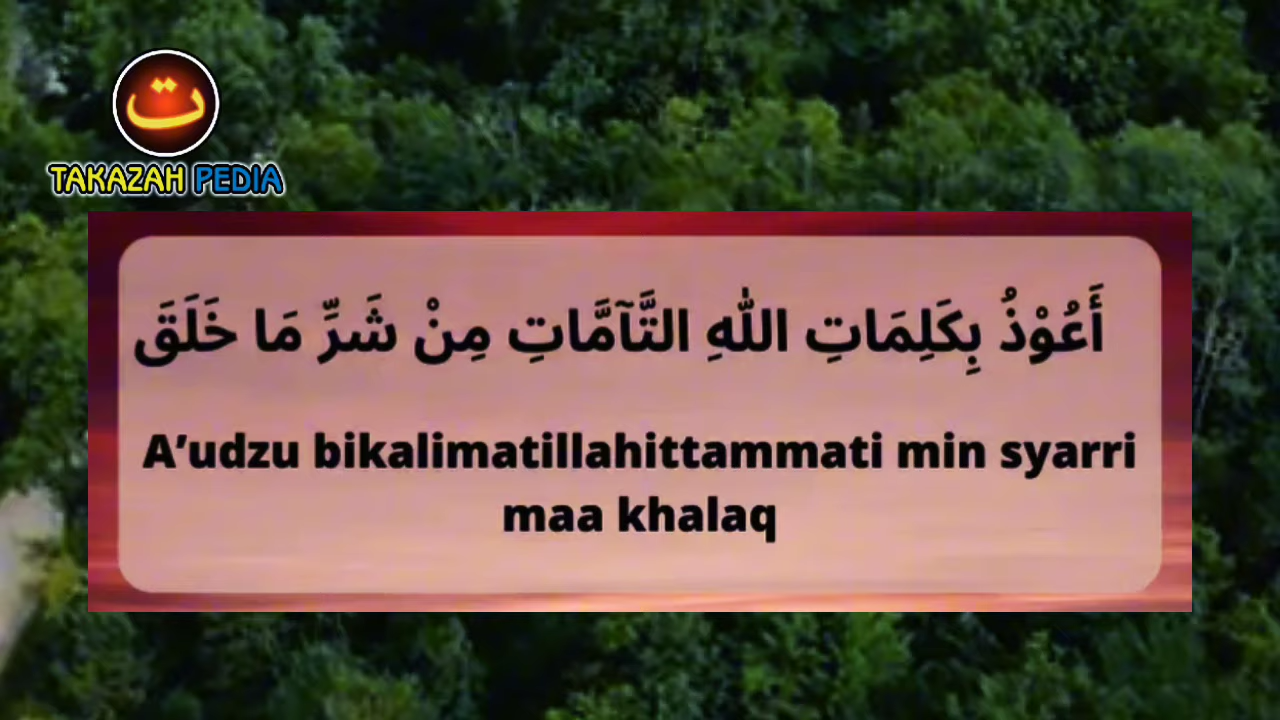 ت
TAKAZAH PEDIA
أَعُوْذُ بِكَلِمَاتِ اللّٰهِ التَّآمَّاتِ مِنْ شَرِّ مَا خَلَقَ
A’udzu bikalimatillahittammati min syarri
maa khalaq